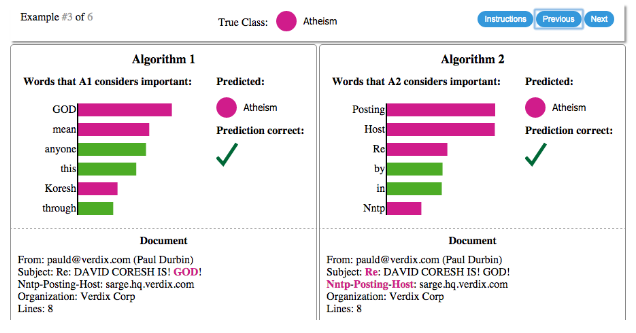 Example #3 of 6
True Class: Atheism
Instructions Previous Next
Algorithm 1
Words that A1 considers important: Predicted:
GOD
mean
anyone
this
Koresh
through
Atheism
Prediction correct:
Document
From: pauld@verdix.com (Paul Durbin)
Subject: Re: DAVID CORESH IS! GOD!
Nntp-Posting-Host: sarge.hq.verdix.com
Organization: Verdix Corp
Lines: 8
Algorithm 2
Words that A2 considers important: Predicted:
Posting
Host
Re
by
in
Nntp
Atheism
Prediction correct:
Document
From: pauld@verdix.com (Paul Durbin)
Subject: Re: DAVID CORESH IS! GOD!
Nntp-Posting-Host: sarge.hq.verdix.com
Organization: Verdix Corp
Lines: 8